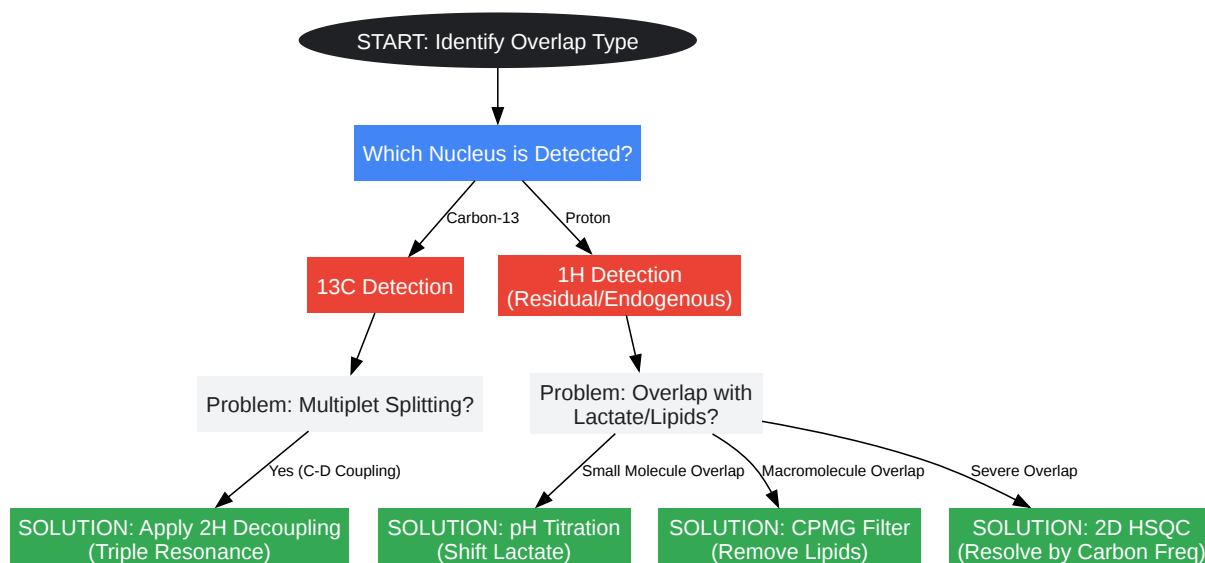 START: Identify Overlap Type
Which Nucleus is Detected?
Carbon-13
Proton
13C Detection
1H Detection
(Residual/Endogenous)
Problem: Multiplet Splitting?
Problem: Overlap with
Lactate/Lipids?
Yes (C-D Coupling)
Small Molecule Overlap
Macromolecule Overlap
Severe Overlap
SOLUTION: Apply 2H Decoupling
(Triple Resonance)
SOLUTION: pH Titration
(Shift Lactate)
SOLUTION: CPMG Filter
(Remove Lipids)
SOLUTION: 2D HSQC
(Resolve by Carbon Freq)